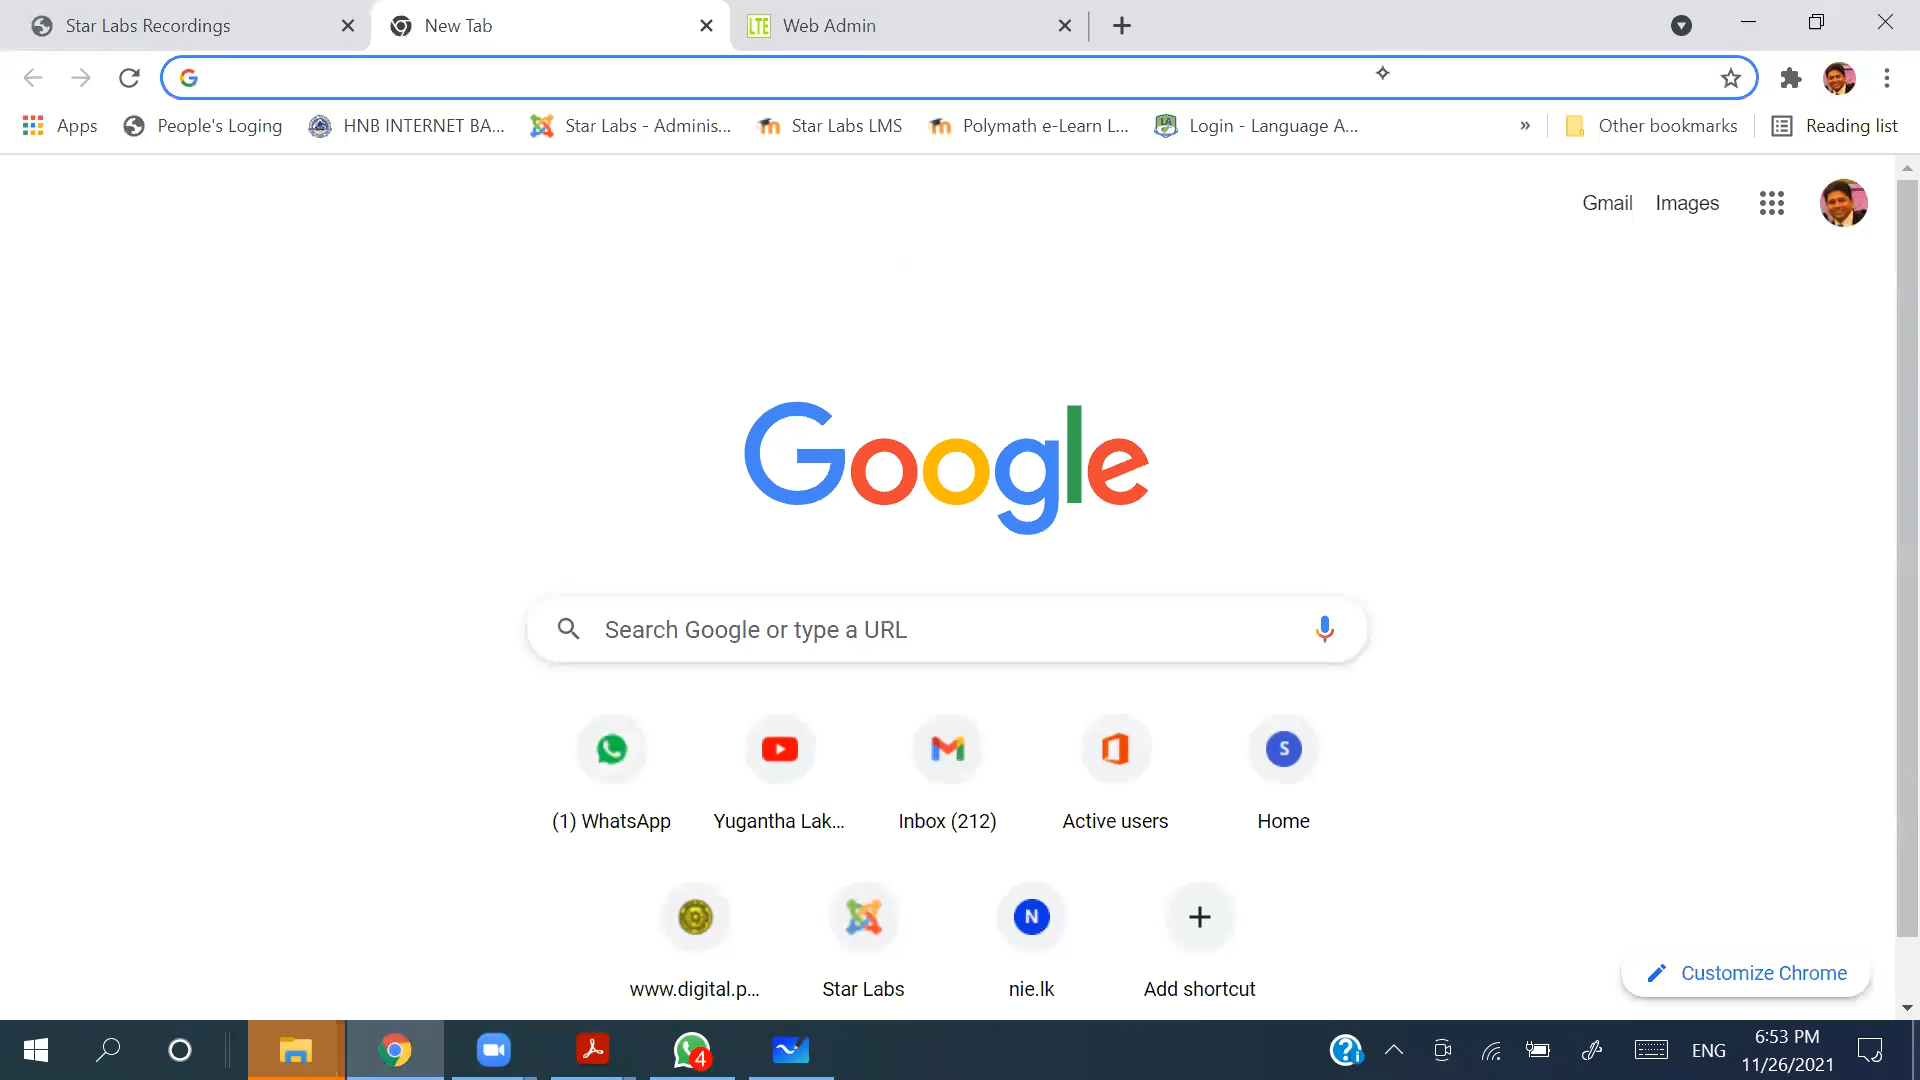 Star Labs Recordings
New Tab
LTE Web Admin
G
Apps People's Loging HNB INTERNET BA... Star Labs - Adminis... Star Labs LMS Polymath e-Learn L... LA Login - Language A... » Other bookmarks Reading list
Gmail Images
Google
Search Google or type a URL
S
(1) WhatsApp Yugantha Lak... Inbox (212) Active users Home
N
www.digital.p... Star Labs nie.lk Add shortcut
Customize Chrome
4
ENG
6:53 PM
11/26/2021